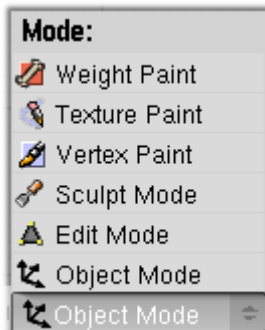 Mode:
Weight Paint
Texture Paint
Vertex Paint
Sculpt Mode
Edit Mode
Object Mode
Object Mode